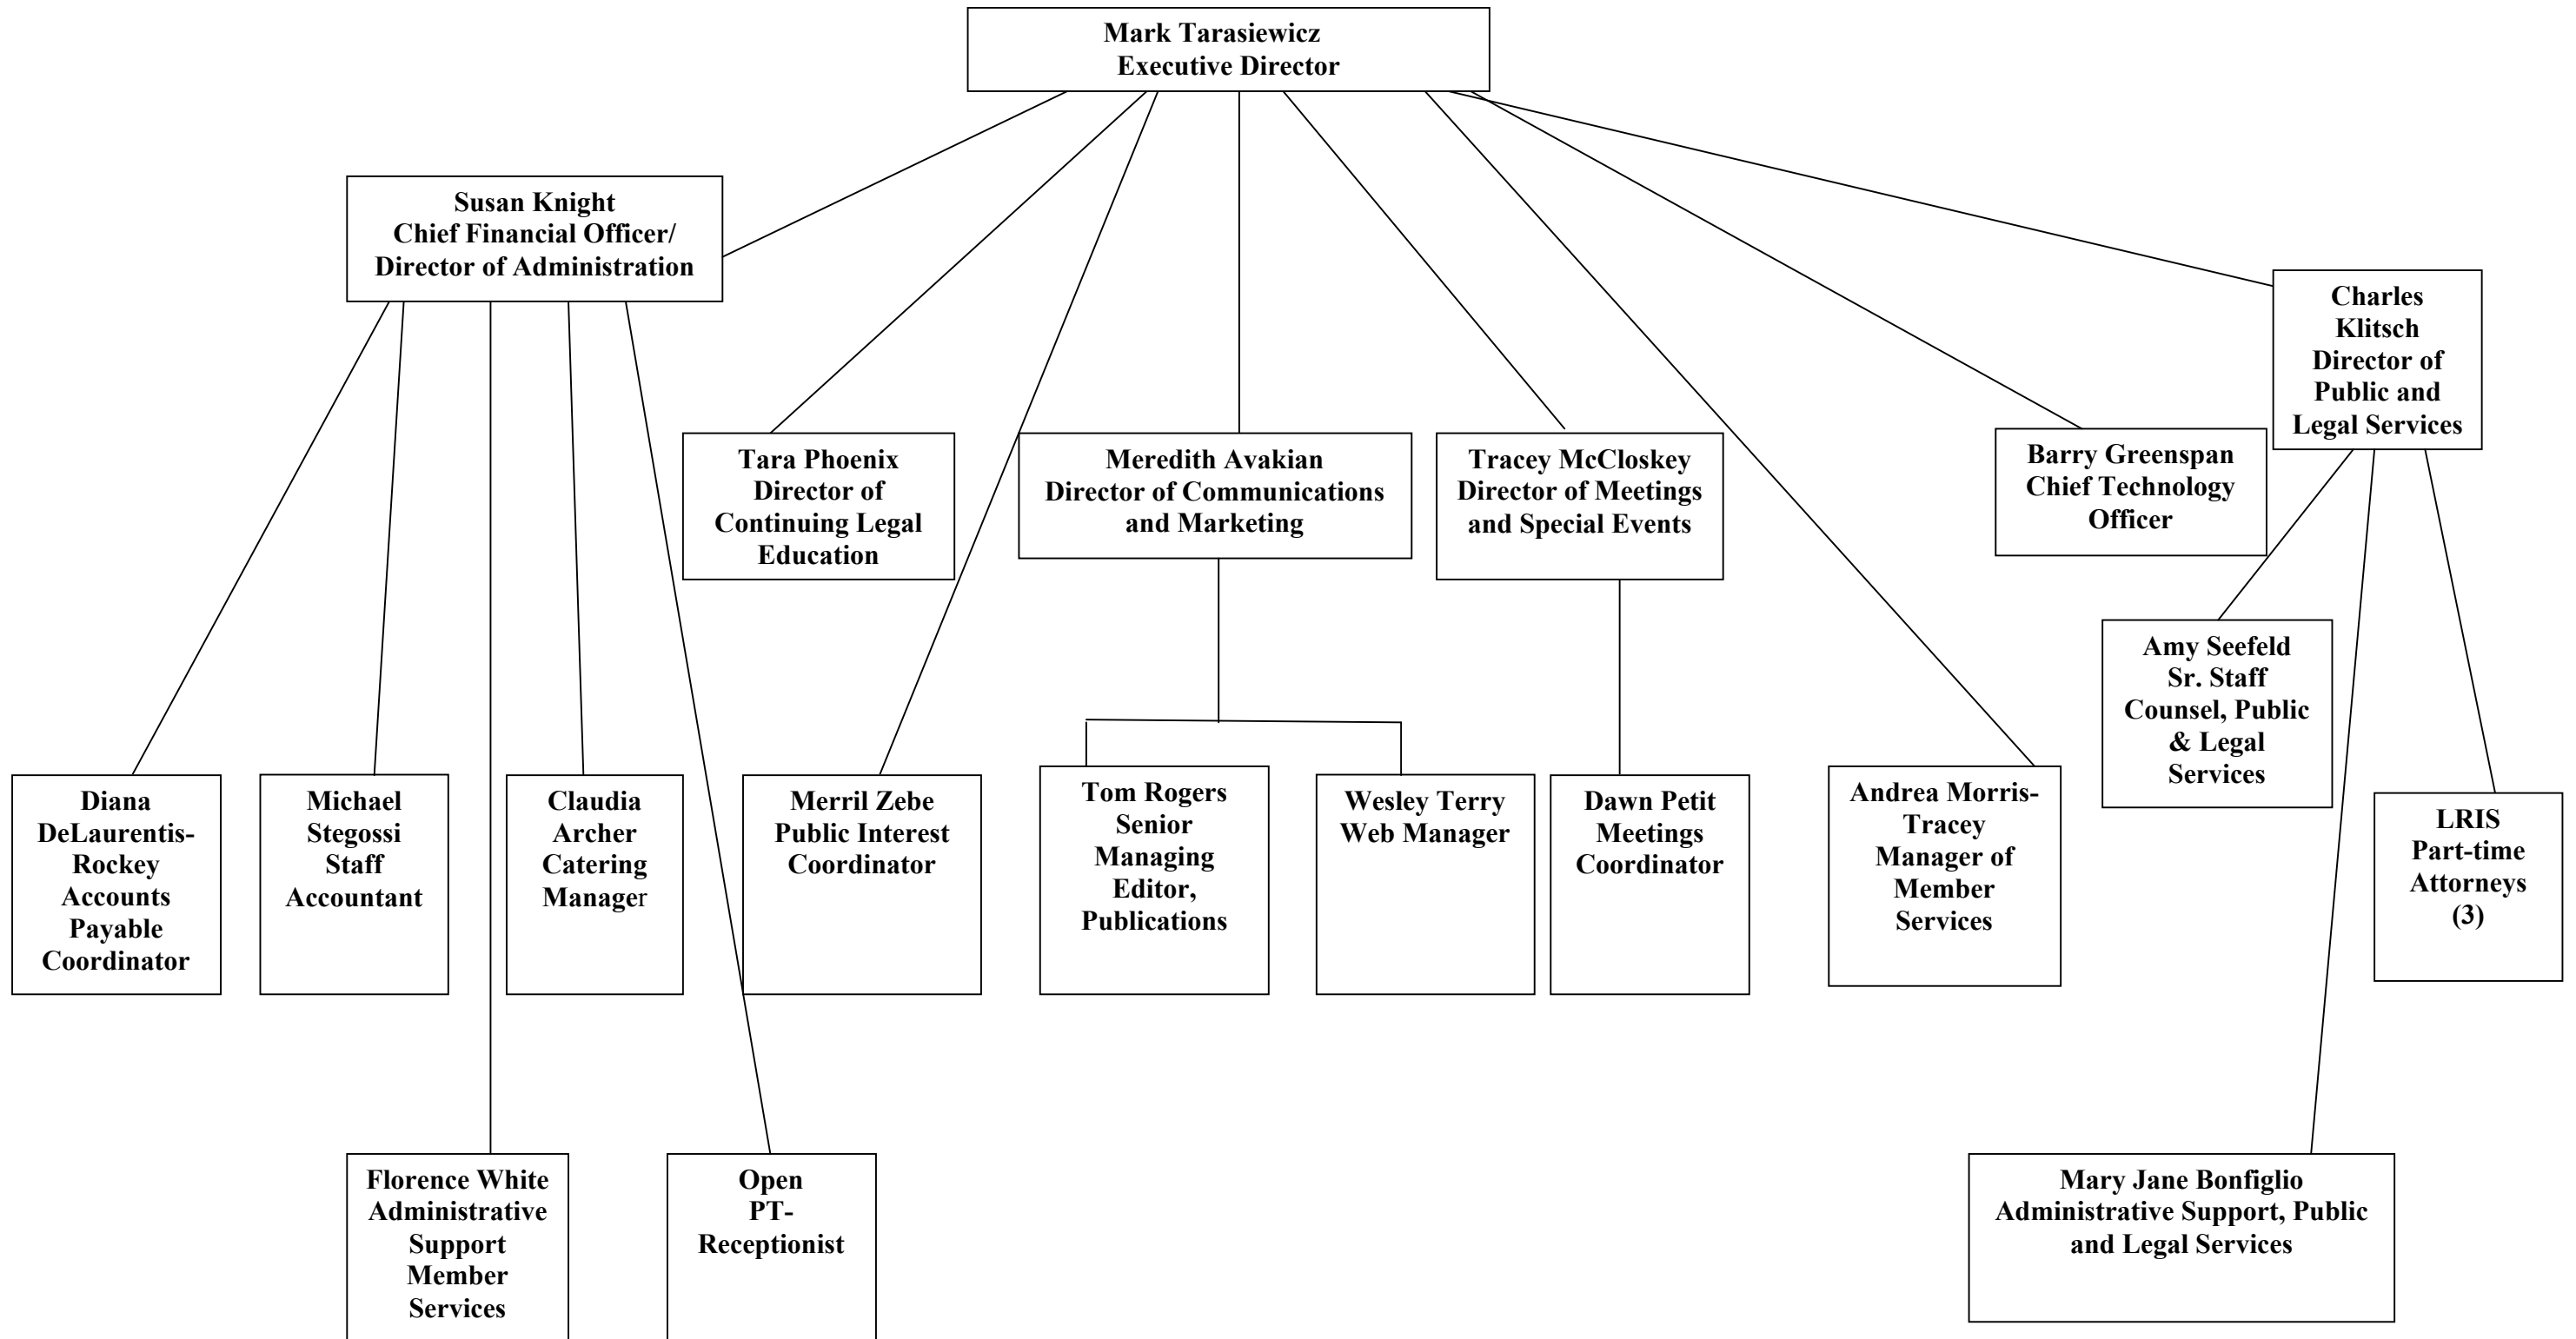 Mark Tarasiewicz
Executive Director
Susan Knight
Chief Financial Officer/
Director of Administration
Charles
Klitsch
Director of
Public and
Legal Services
Tara Phoenix
Director of
Continuing Legal
Education
Meredith Avakian
Director of Communications
and Marketing
Tracey McCloskey
Director of Meetings
and Special Events
Barry Greenspan
Chief Technology
Officer
Amy Seefeld
Sr. Staff
Counsel, Public
& Legal
Services
Diana
DeLaurentis-
Rockey
Accounts
Payable
Coordinator
Michael
Stegossi
Staff
Accountant
Claudia
Archer
Catering
Manager
Merril Zebe
Public Interest
Coordinator
Tom Rogers
Senior
Managing
Editor,
Publications
Wesley Terry
Web Manager
Dawn Petit
Meetings
Coordinator
Andrea Morris-
Tracey
Manager of
Member
Services
LRIS
Part-time
Attorneys
(3)
Florence White
Administrative
Support
Member
Services
Open
PT-
Receptionist
Mary Jane Bonfiglio
Administrative Support, Public
and Legal Services